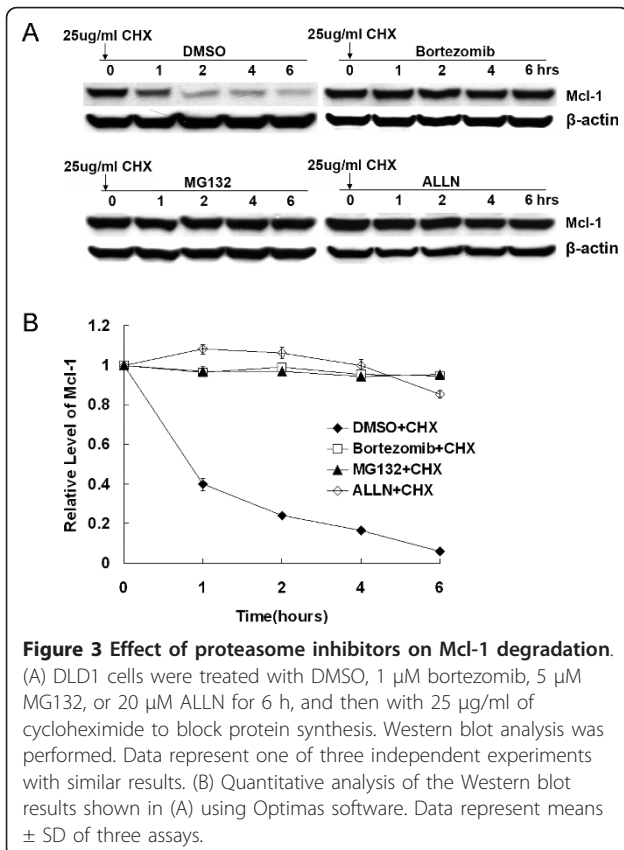 A
25ug/ml CHX 25ug/ml CHX
DMSO Bortezomib
0 1 2 4 6 0 1 2 4 6 hrs
Mcl-1
β-actin
25ug/ml CHX 25ug/ml CHX
MG132 ALLN
0 1 2 4 6 0 1 2 4 6 hrs
Mcl-1
β-actin
B
1.2
1
0.8
0.6
0.4
0.2
0
Relative Level of Mcl-1
DMSO+CHX
Bortezomib+CHX
MG132+CHX
ALLN+CHX
0 1 2 4 6
Time(hours)
Figure 3 Effect of proteasome inhibitors on Mcl-1 degradation.
(A) DLD1 cells were treated with DMSO, 1 μM bortezomib, 5 μM
MG132, or 20 μM ALLN for 6 h, and then with 25 μg/ml of
cycloheximide to block protein synthesis. Western blot analysis was
performed. Data represent one of three independent experiments
with similar results. (B) Quantitative analysis of the Western blot
results shown in (A) using Optimas software. Data represent means
± SD of three assays.